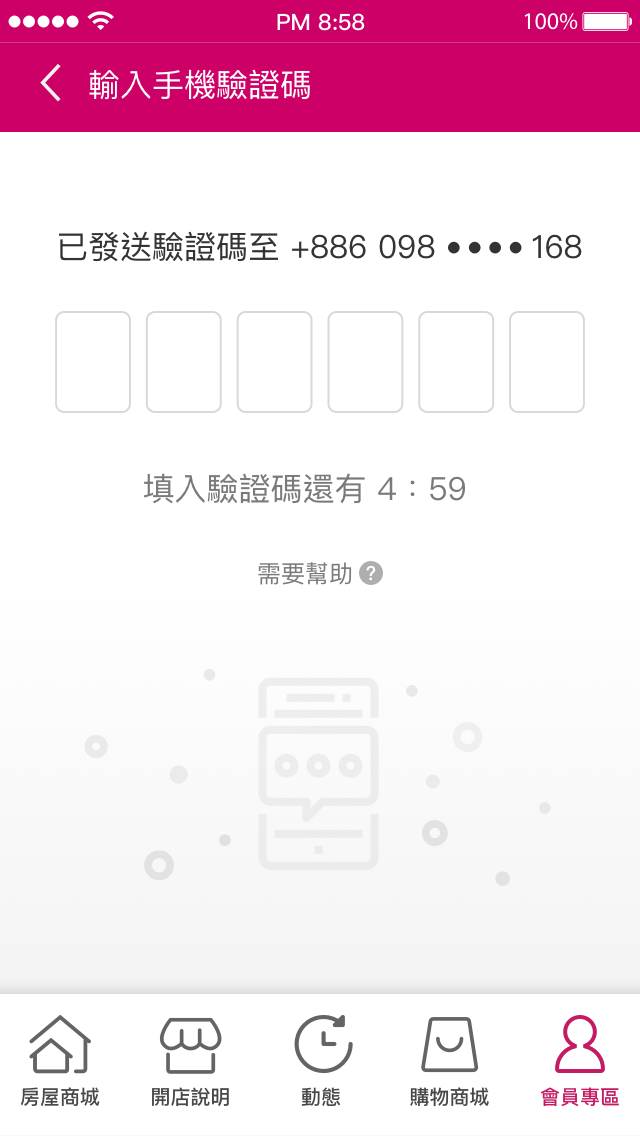 PM 8:58
100%
輸入手機驗證碼
已發送驗證碼至 +886 098 ●●●● 168
填入驗證碼還有 4：59
需要幫助 ?
房屋商城
開店說明
動態
購物商城
會員專區